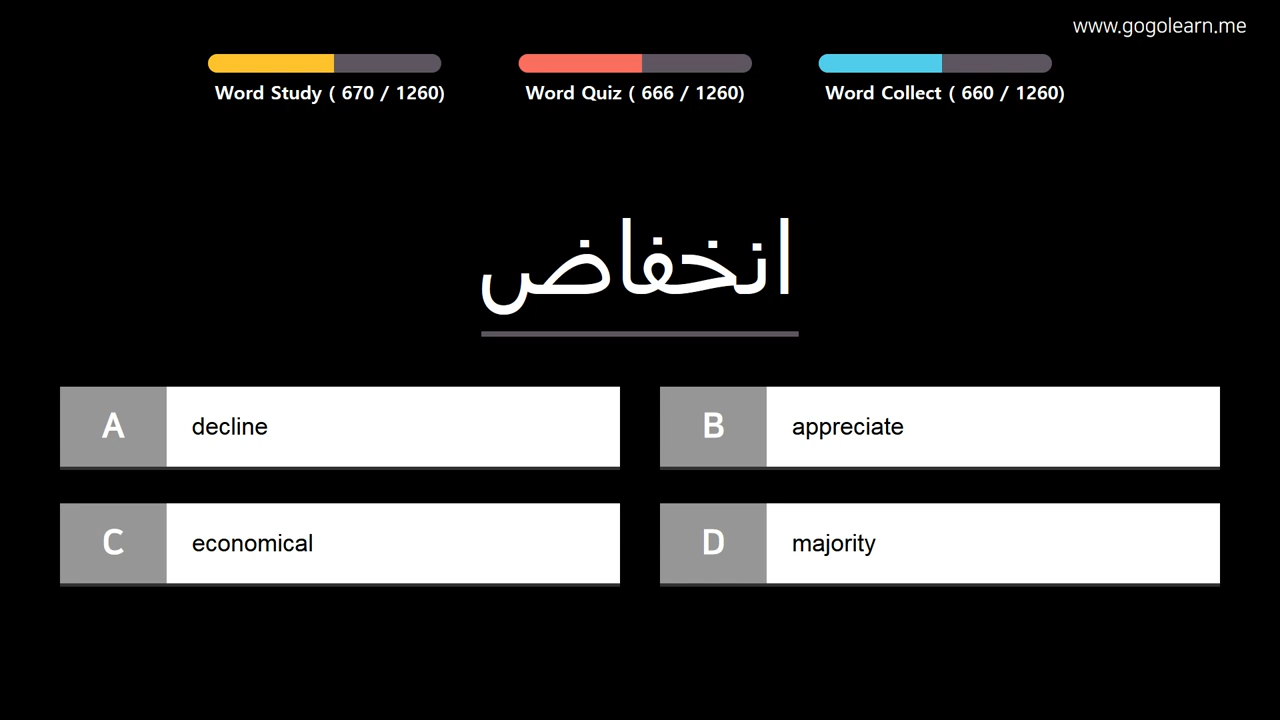 www.gogolearn.me
Word Study ( 670 / 1260)
Word Quiz ( 666 / 1260)
Word Collect ( 660 / 1260)
انخفاض
A decline
B appreciate
C economical
D majority